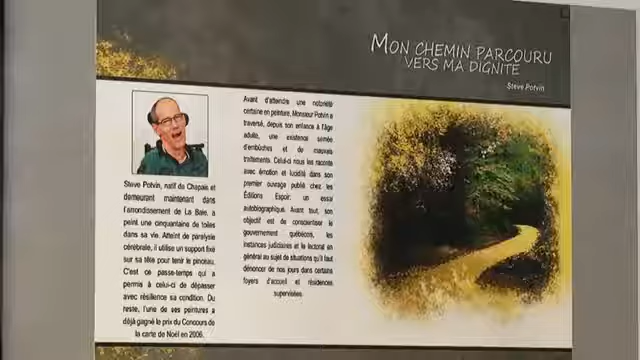 MON CHEMIN PARCOURU
VERS MA DIGNITÉ
Steve Potvin
Steve Potvin, natif de Chapais et
demeurant maintenant dans
l'arrondissement de La Baie, a
peint une cinquantaine de toiles
dans sa vie. Atteint de paralysie
cérébrale, il utilise un support fixé
sur sa tête pour tenir le pinceau.
C'est ce passe-temps qui a
permis à celui-ci de dépasser
avec résilience sa condition. Du
reste, l'une de ses peintures a
déjà gagné le prix du Concours de
la carte de Noël en 2006.
Avant d'atteindre une notoriété
certaine en peinture, Monsieur Potvin a
traversé, depuis son enfance à l'âge
adulte, une existence semée
d'embûches et de mauvais
traitements. Celui-ci nous les raconte
avec émotion et lucidité dans son
premier ouvrage publié chez les
Éditions Espoir: un essai
autobiographique. Avant tout, son
objectif est de conscientiser le
gouvernement québécois, les
instances judiciaires et le lectorat en
général au sujet de situations qu'il faut
dénoncer de nos jours dans certains
foyers d'accueil et résidences
supervisées.